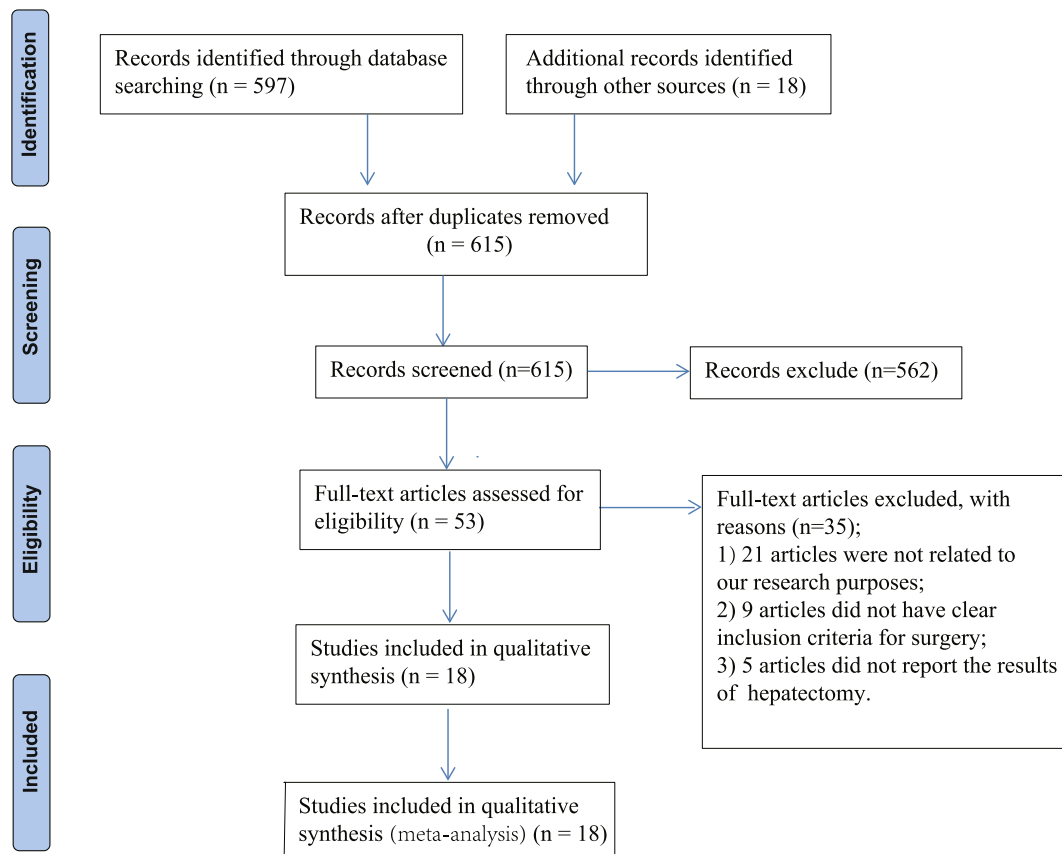 Identification
Records identified through database
searching (n = 597)
Additional records identified
through other sources (n = 18)
Records after duplicates removed
(n = 615)
Screening
Records screened (n=615)
Records exclude (n=562)
Eligibility
Full-text articles assessed for
eligibility (n = 53)
Full-text articles excluded, with
reasons (n=35);
1) 21 articles were not related to
our research purposes;
2) 9 articles did not have clear
inclusion criteria for surgery;
3) 5 articles did not report the results
of hepatectomy.
Studies included in qualitative
synthesis (n = 18)
Included
Studies included in qualitative
synthesis (meta-analysis) (n = 18)